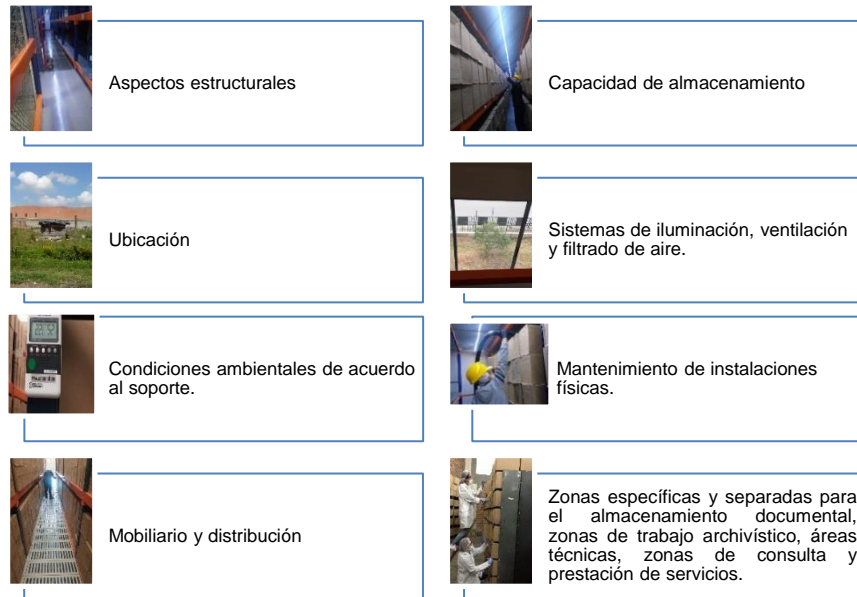 Aspectos estructurales
Capacidad de almacenamiento
Ubicación
Sistemas de iluminación, ventilación
y filtrado de aire.
Condiciones ambientales de acuerdo
al soporte.
Mantenimiento de instalaciones
físicas.
Mobiliario y distribución
Zonas específicas y separadas para
el almacenamiento documental,
zonas de trabajo archivístico, áreas
técnicas, zonas de consulta y
prestación de servicios.